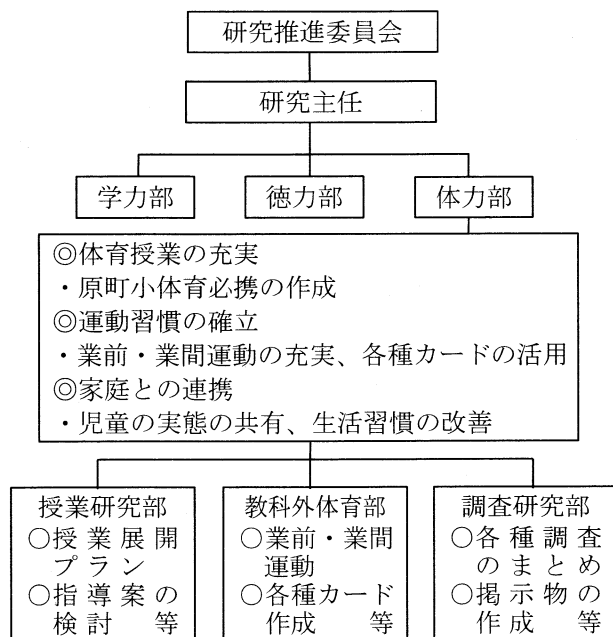 研究推進委員会
研究主任
学力部
徳力部
体力部
◎体育授業の充実
・原町小体育必携の作成
◎運動習慣の確立
・業前・業間運動の充実、各種カードの活用
◎家庭との連携
・児童の実態の共有、生活習慣の改善
授業研究部
○授業展開
プラン
○指導案の
検討等
教科外体育部
○業前・業間
運動
○各種カード
作成等
調査研究部
○各種調査
のまとめ
○掲示物の
作成等